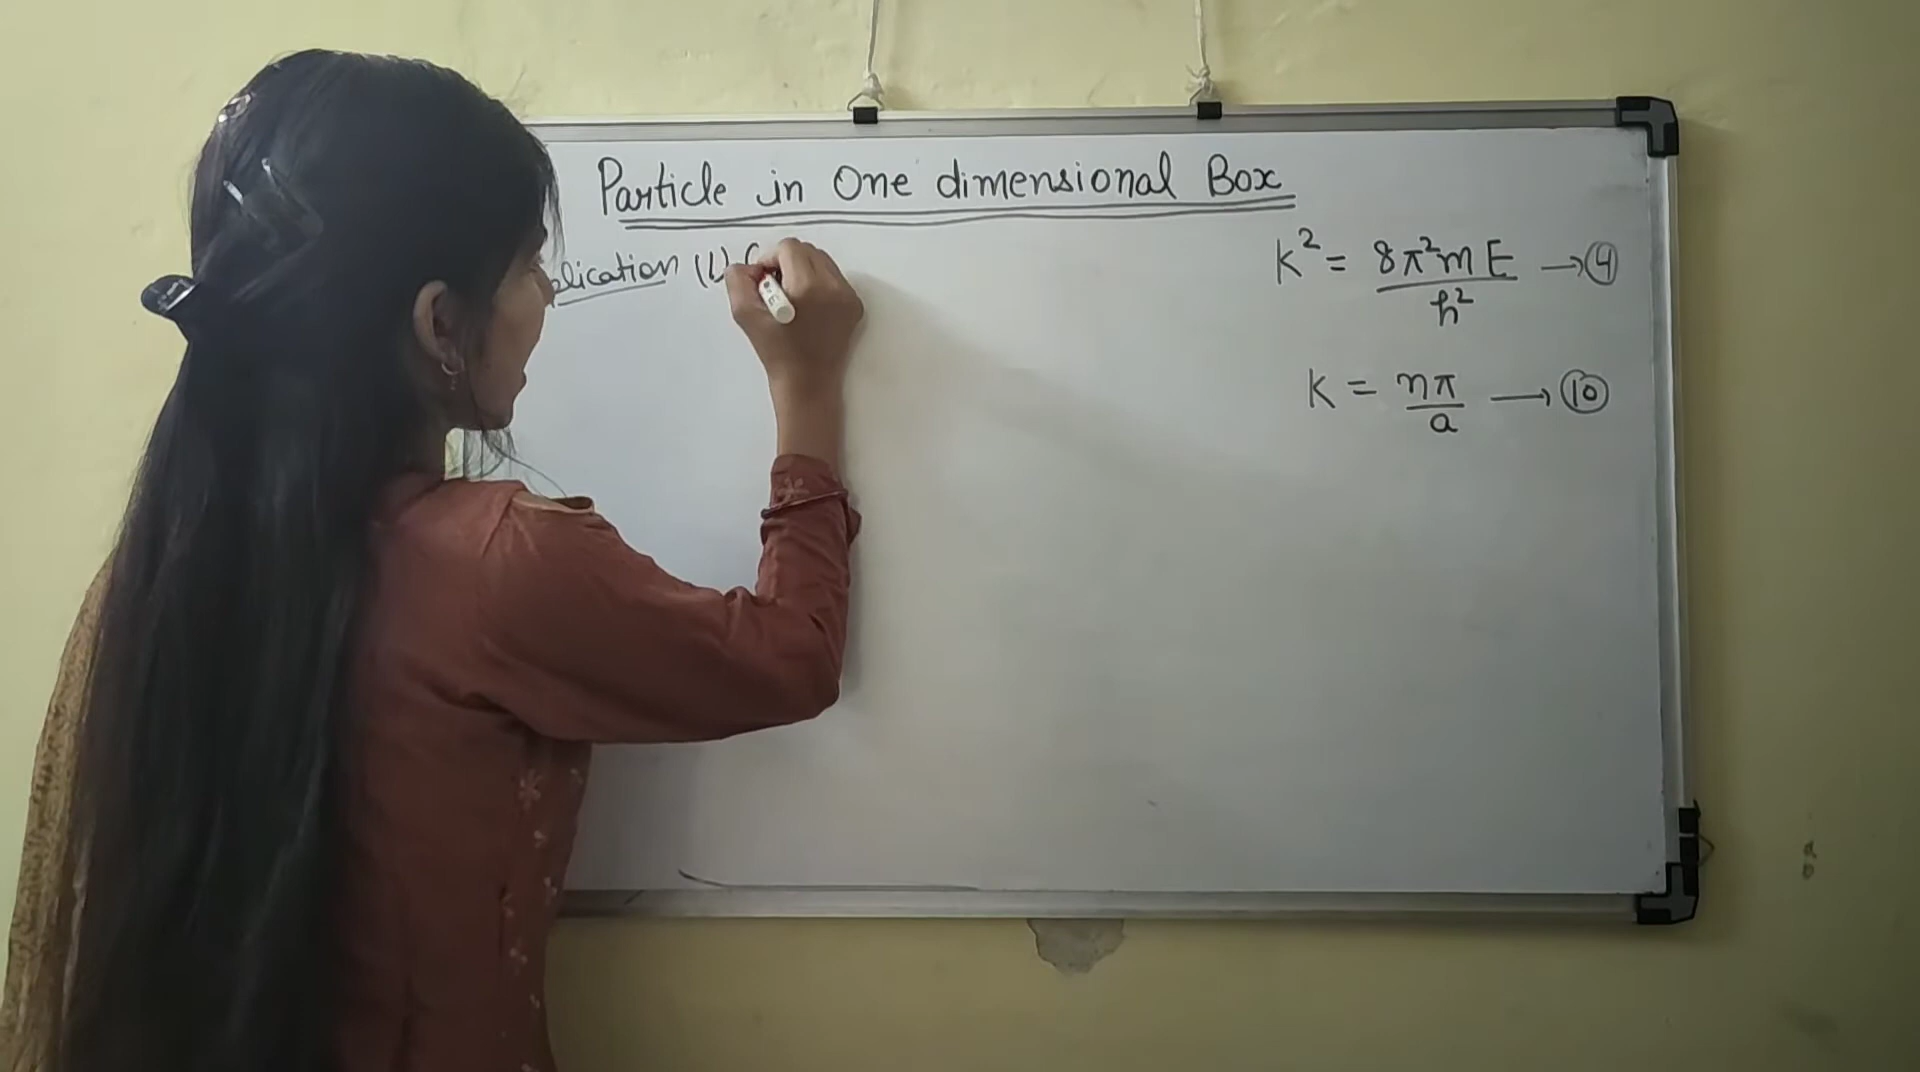 Particle in One dimensional Box
plication (1)
K² = 8π²mE / h² → ④
K = nπ / a → ⑩